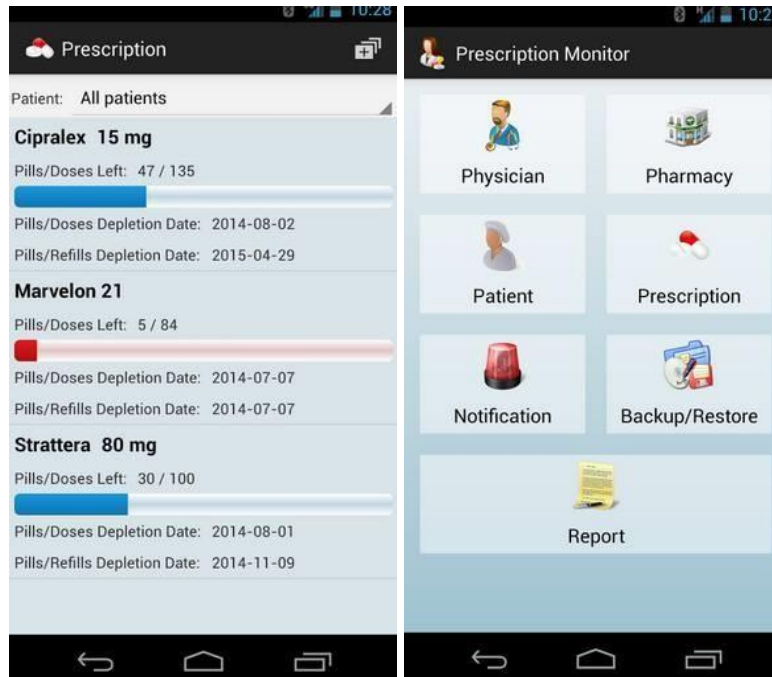 10:28
Prescription
Patient: All patients
Cipralex 15 mg
Pills/Doses Left: 47 / 135
Pills/Doses Depletion Date: 2014-08-02
Pills/Refills Depletion Date: 2015-04-29
Marvelon 21
Pills/Doses Left: 5 / 84
Pills/Doses Depletion Date: 2014-07-07
Pills/Refills Depletion Date: 2014-07-07
Strattera 80 mg
Pills/Doses Left: 30 / 100
Pills/Doses Depletion Date: 2014-08-01
Pills/Refills Depletion Date: 2014-11-09
10:2
Prescription Monitor
Physician
Pharmacy
Patient
Prescription
Notification
Backup/Restore
Report